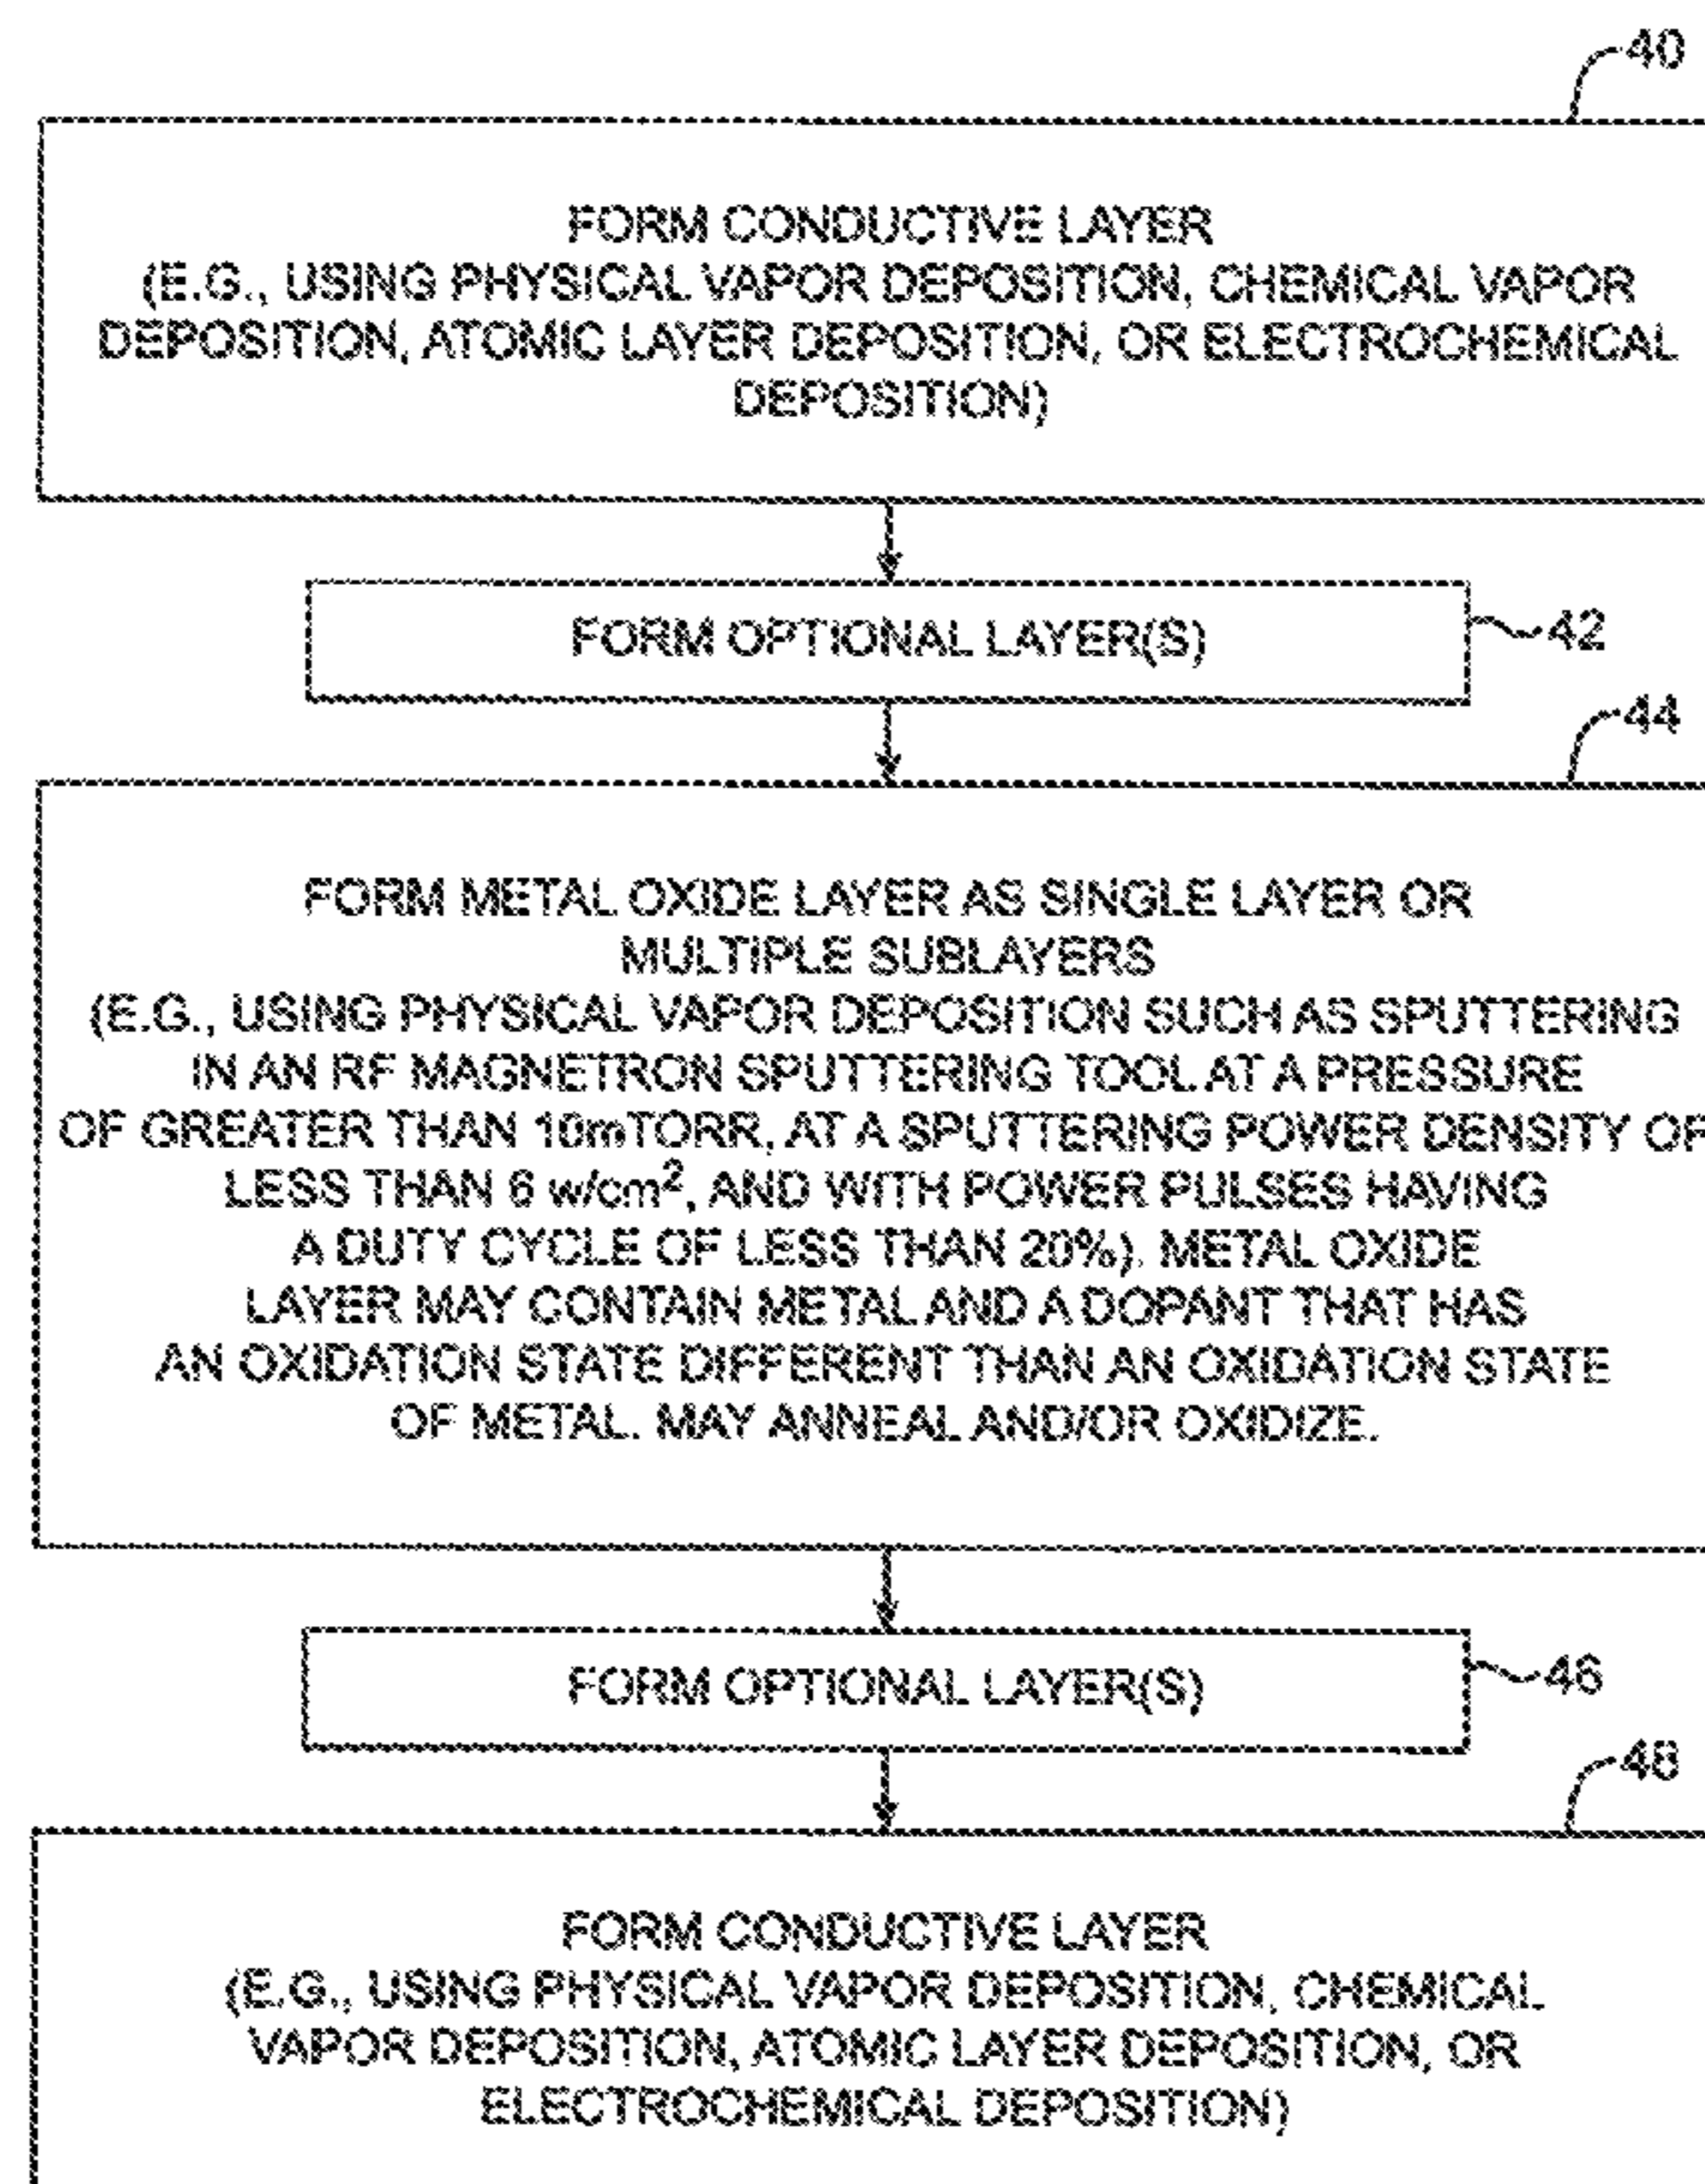 40
FORM CONDUCTIVE LAYER
(E.G., USING PHYSICAL VAPOR DEPOSITION, CHEMICAL VAPOR
DEPOSITION, ATOMIC LAYER DEPOSITION, OR ELECTROCHEMICAL
DEPOSITION)
FORM OPTIONAL LAYER(S)
42
44
FORM METAL OXIDE LAYER AS SINGLE LAYER OR
MULTIPLE SUBLAYERS
(E.G., USING PHYSICAL VAPOR DEPOSITION SUCH AS SPUTTERING
IN AN RF MAGNETRON SPUTTERING TOOL AT A PRESSURE
OF GREATER THAN 10mTORR, AT A SPUTTERING POWER DENSITY OF
LESS THAN 6 w/cm², AND WITH POWER PULSES HAVING
A DUTY CYCLE OF LESS THAN 20%). METAL OXIDE
LAYER MAY CONTAIN METAL AND A DOPANT THAT HAS
AN OXIDATION STATE DIFFERENT THAN AN OXIDATION STATE
OF METAL. MAY ANNEAL AND/OR OXIDIZE.
FORM OPTIONAL LAYER(S)
46
48
FORM CONDUCTIVE LAYER
(E.G., USING PHYSICAL VAPOR DEPOSITION, CHEMICAL
VAPOR DEPOSITION, ATOMIC LAYER DEPOSITION, OR
ELECTROCHEMICAL DEPOSITION)